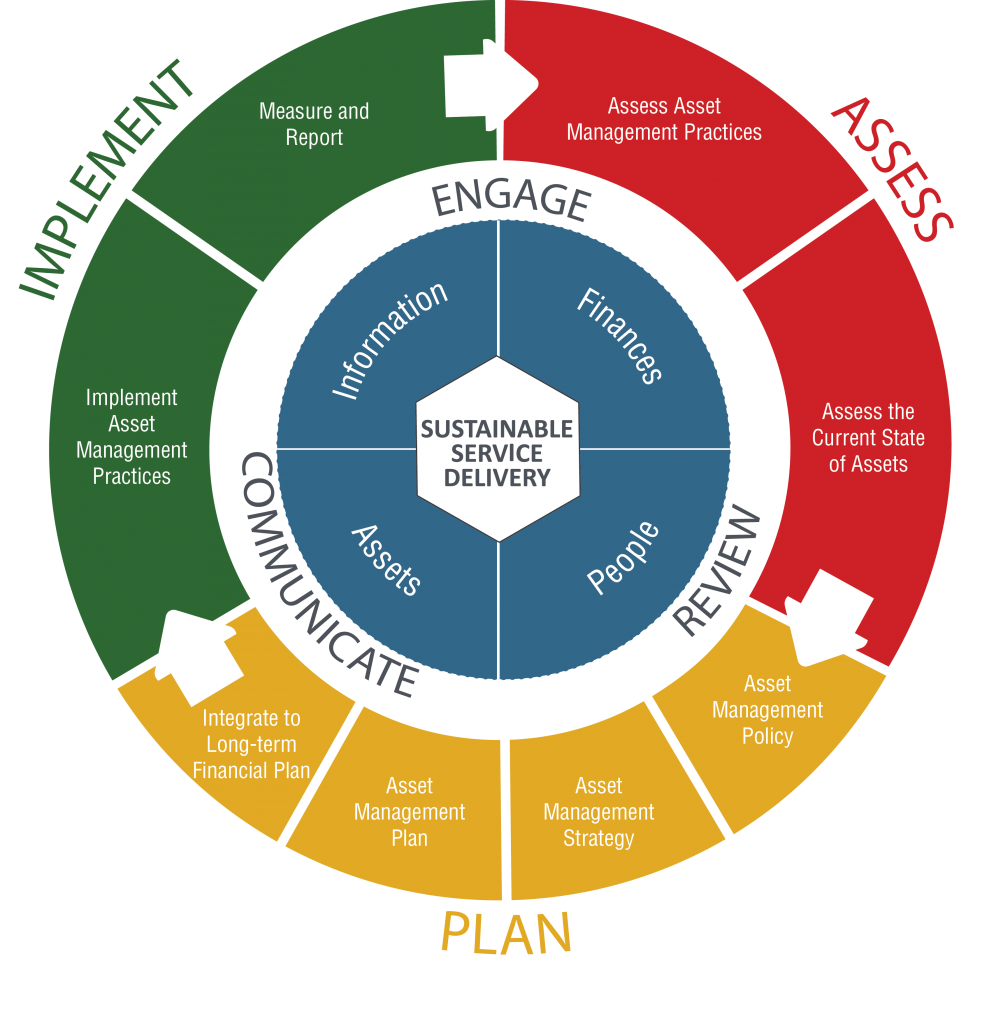 IMPLEMENT
ASSESS
PLAN
Measure and
Report
Assess Asset
Management Practices
Assess the
Current State
of Assets
Asset
Management
Policy
Asset
Management
Strategy
Asset
Management
Plan
Integrate to
Long-term
Financial Plan
Implement
Asset
Management
Practices
ENGAGE
REVIEW
COMMUNICATE
Information
Finances
People
Assets
SUSTAINABLE
SERVICE
DELIVERY